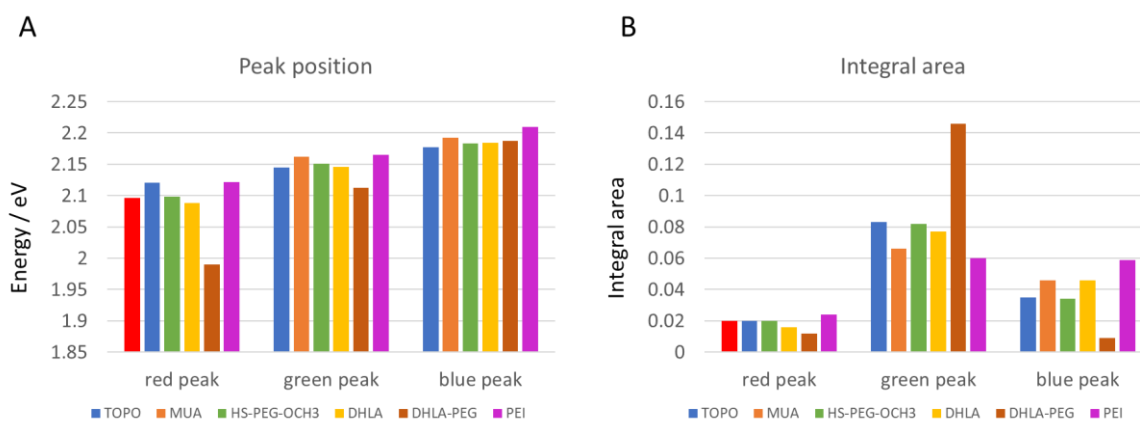 A
Peak position
Energy / eV
2.25
2.2
2.15
2.1
2.05
2
1.95
1.9
1.85
red peak green peak blue peak
TOPO MUA HS-PEG-OCH3 DHLA DHLA-PEG PEI
B
Integral area
Integral area
0.16
0.14
0.12
0.1
0.08
0.06
0.04
0.02
0
red peak green peak blue peak
TOPO MUA HS-PEG-OCH3 DHLA DHLA-PEG PEI